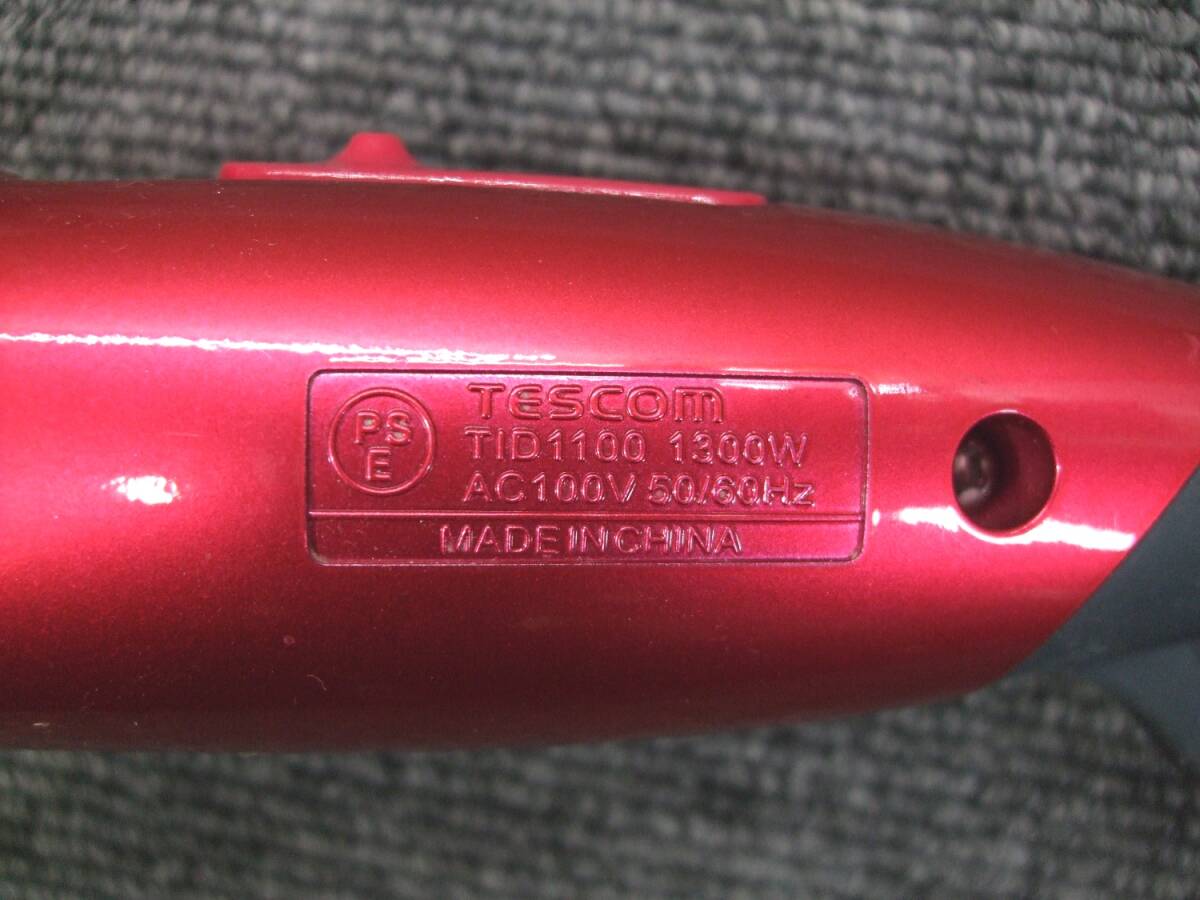 PS
E
TESCOM
TID1100 1300W
AC100V 50/60Hz
MADE IN CHINA